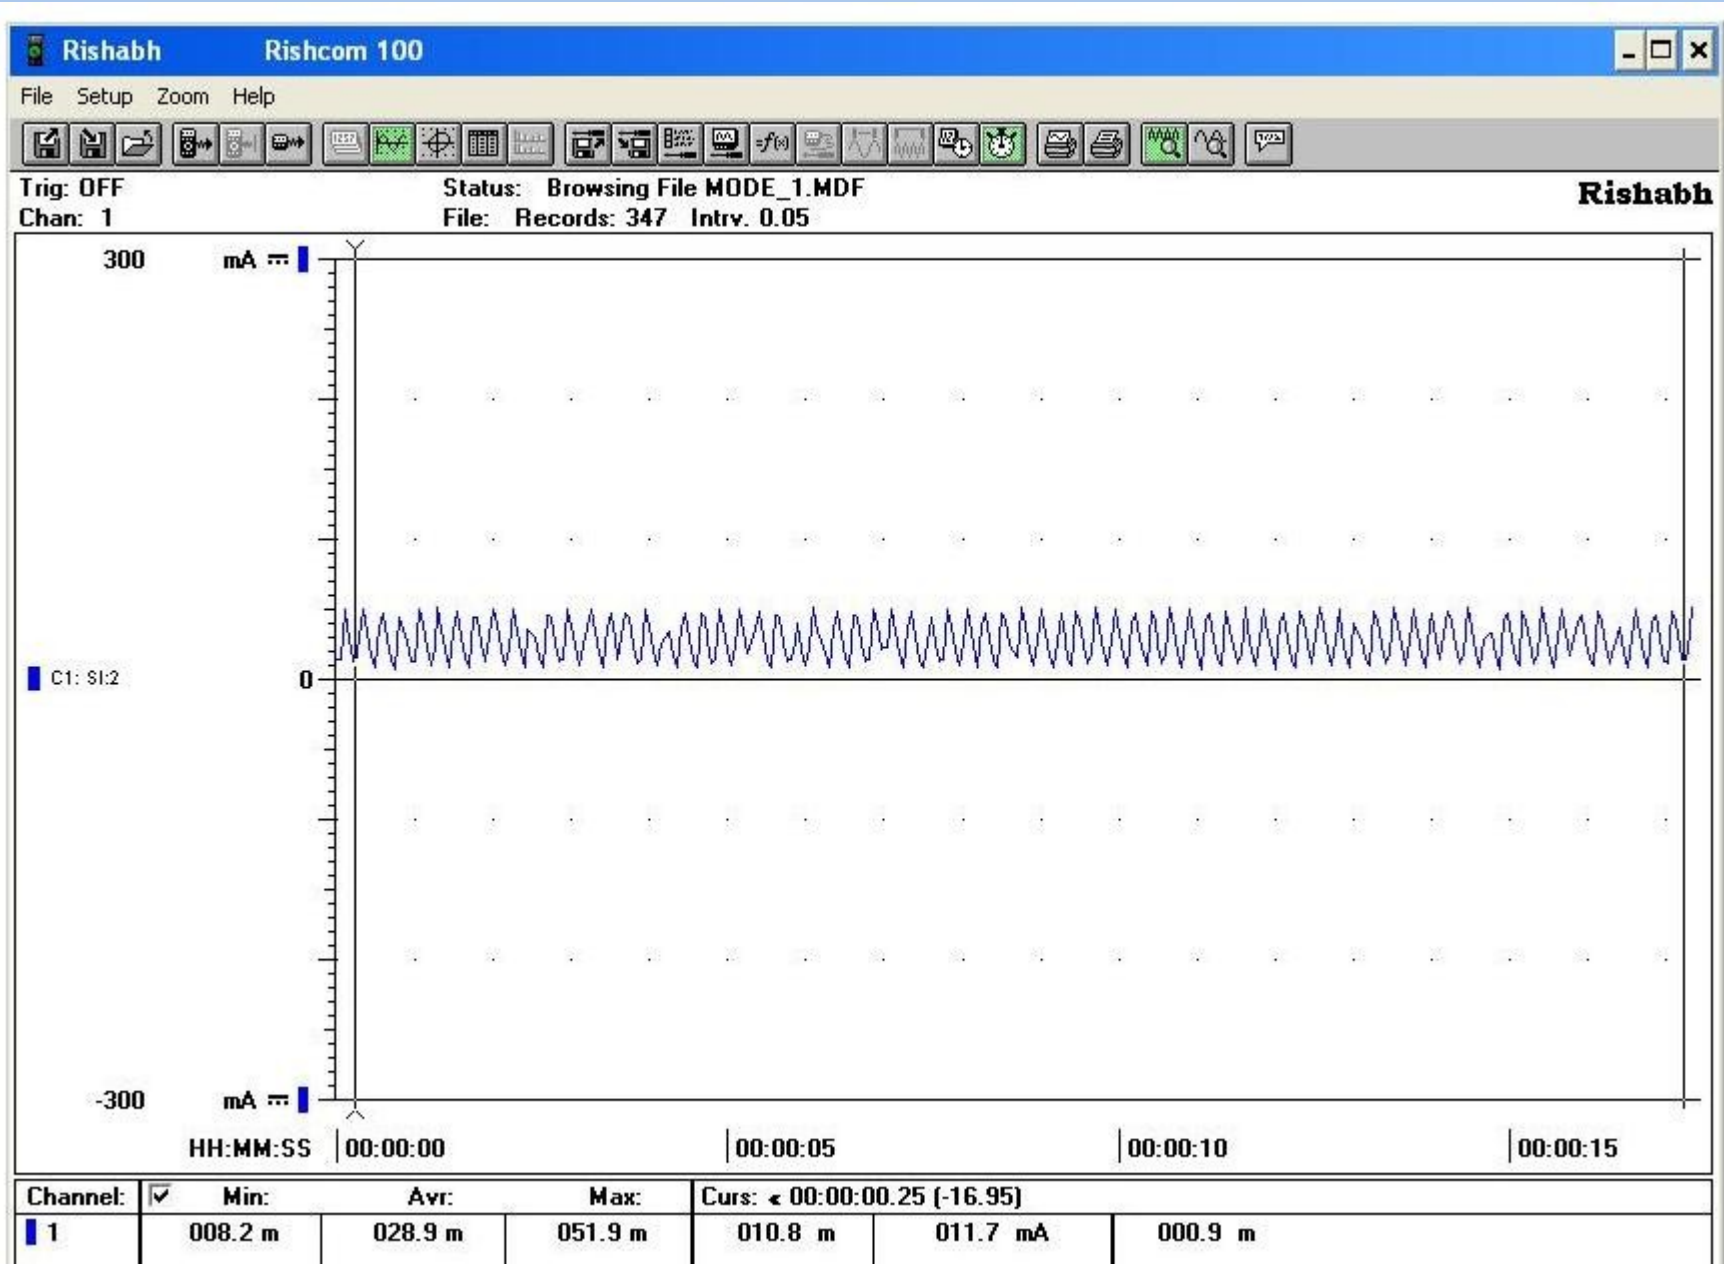 Rishabh Rishcom 100
File Setup Zoom Help
Trig: OFF Status: Browsing File MODE_1.MDF Rishabh
Chan: 1 File: Records: 347 Intrv. 0.05
300 mA
C1: SI:2 0
-300 mA
HH:MM:SS 00:00:00 00:00:05 00:00:10 00:00:15
Channel: Min: Avr: Max: Curs: < 00:00:00.25 (-16.95)
1 008.2 m 028.9 m 051.9 m 010.8 m 011.7 mA 000.9 m